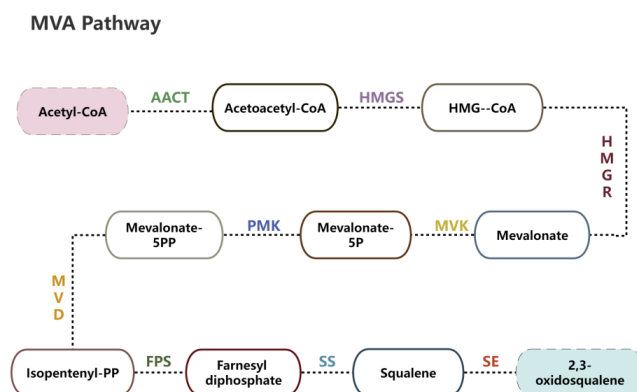 MVA Pathway
Acetyl-CoA
AACT
Acetoacetyl-CoA
HMGS
HMG--CoA
H
M
G
R
Mevalonate-
5PP
PMK
Mevalonate-
5P
MVK
Mevalonate
M
V
D
Isopentenyl-PP
FPS
Farnesyl
diphosphate
SS
Squalene
SE
2,3-
oxidosqualene